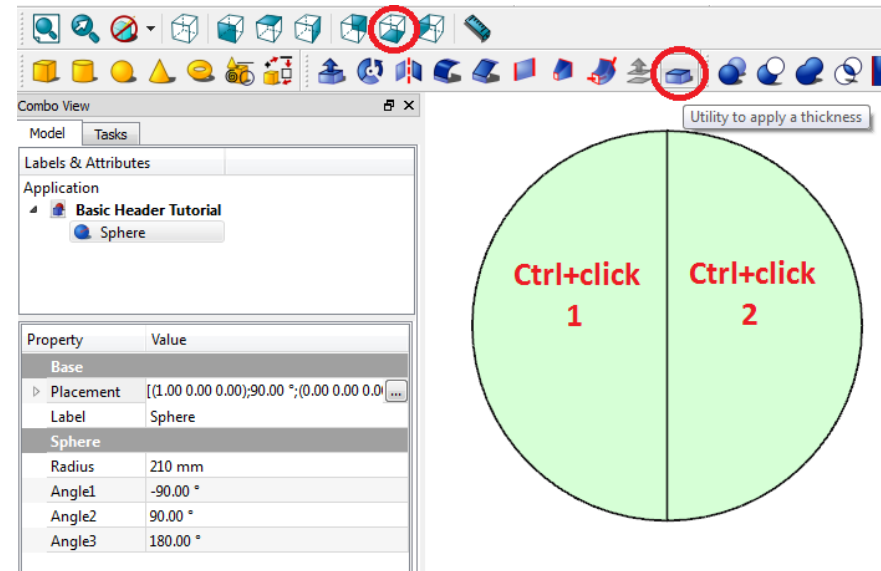 Combo View
Utility to apply a thickness
Model Tasks
Labels & Attributes
Application
Basic Header Tutorial
Sphere
Ctrl+click Ctrl+click
1 2
Property Value
Base
Placement [(1.00 0.00 0.00);90.00 °;(0.00 0.00 0.0 ...
Label Sphere
Sphere
Radius 210 mm
Angle1 -90.00 °
Angle2 90.00 °
Angle3 180.00 °